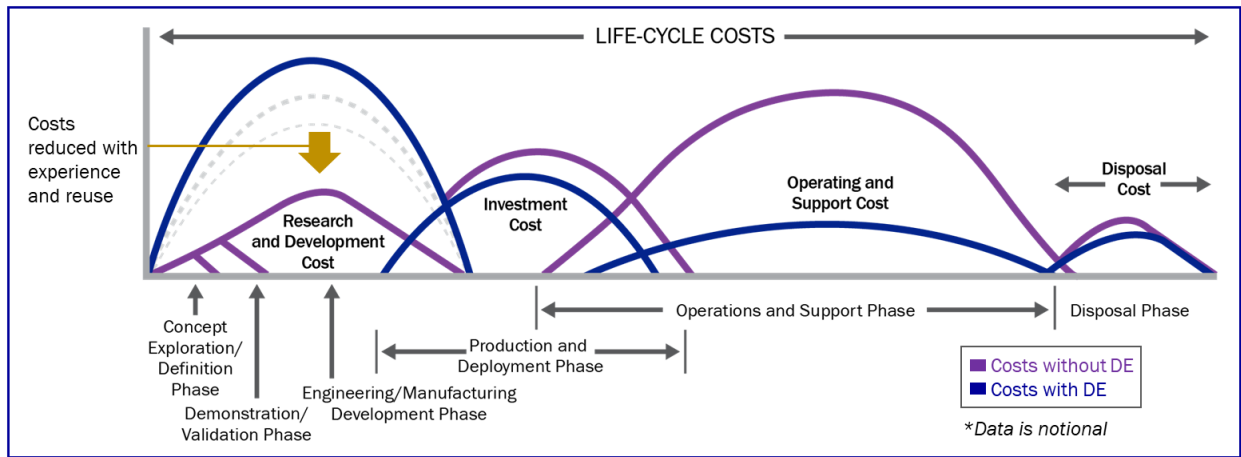 LIFE-CYCLE COSTS
Costs
reduced with
experience
and reuse
Research
and Development
Cost
Investment
Cost
Operating and
Support Cost
Disposal
Cost
Concept
Exploration/
Definition
Phase
Demonstration/
Validation Phase
Engineering/Manufacturing
Development Phase
Production and
Deployment Phase
Operations and Support Phase
Disposal Phase
Costs without DE
Costs with DE
*Data is notional